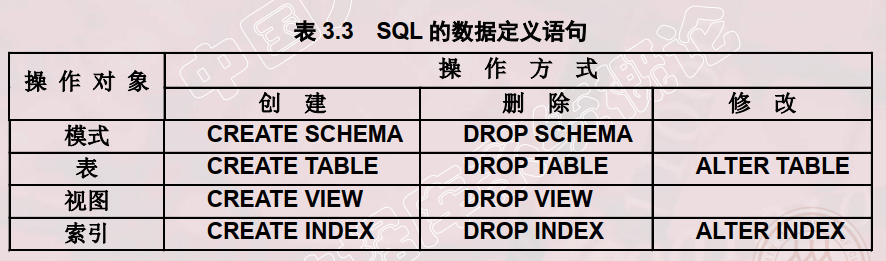 表 3.3 SQL 的数据定义语句
操作对象 操作方式
创建 删除 修改
模式 CREATE SCHEMA DROP SCHEMA
表 CREATE TABLE DROP TABLE ALTER TABLE
视图 CREATE VIEW DROP VIEW
索引 CREATE INDEX DROP INDEX ALTER INDEX